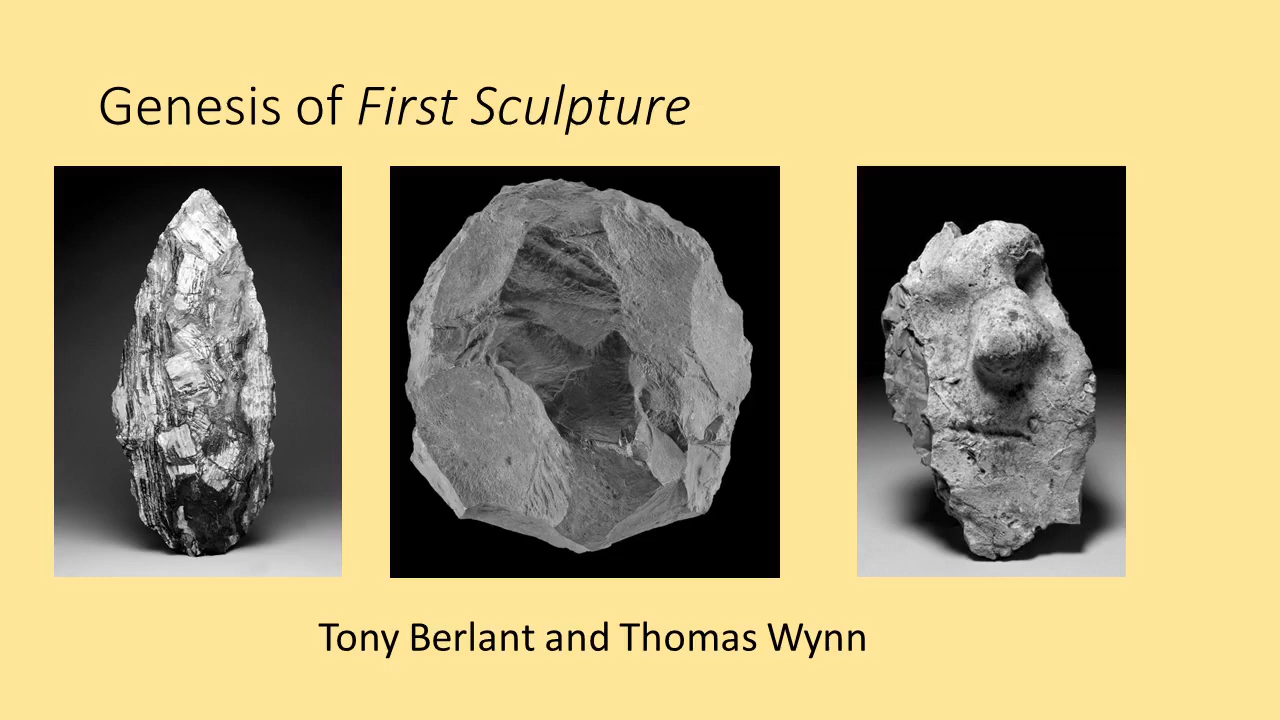 Genesis of First Sculpture
Tony Berlant and Thomas Wynn